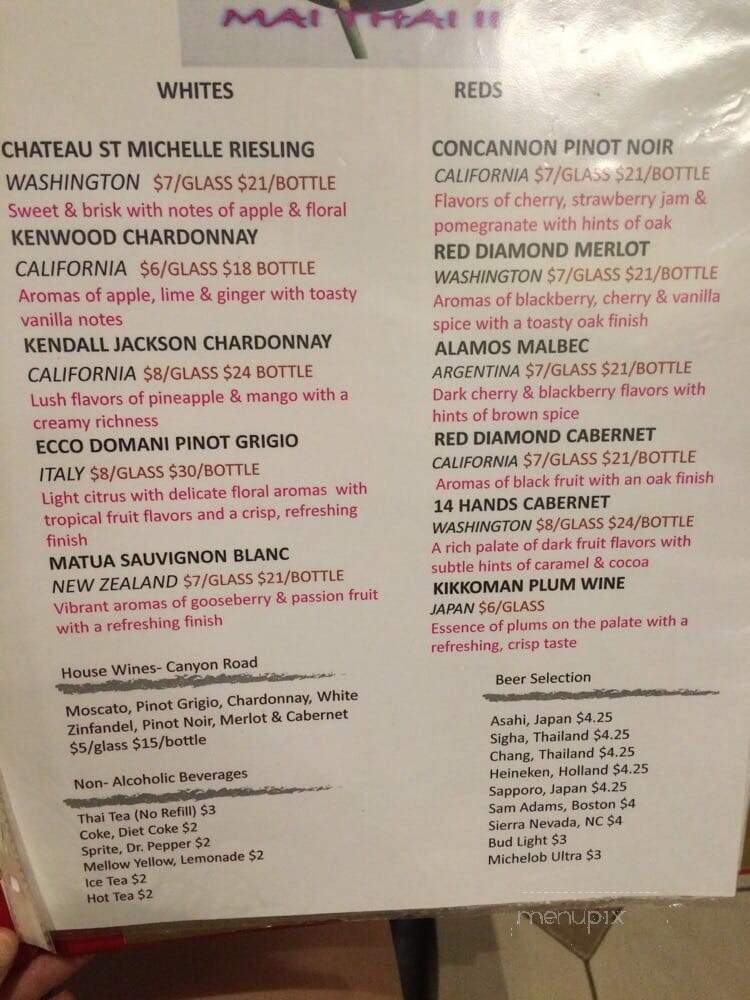 MAI THAI II
WHITES
CHATEAU ST MICHELLE RIESLING
WASHINGTON $7/GLASS $21/BOTTLE
Sweet & brisk with notes of apple & floral
KENWOOD CHARDONNAY
CALIFORNIA $6/GLASS $18 BOTTLE
Aromas of apple, lime & ginger with toasty
vanilla notes
KENDALL JACKSON CHARDONNAY
CALIFORNIA $8/GLASS $24 BOTTLE
Lush flavors of pineapple & mango with a
creamy richness
ECCO DOMANI PINOT GRIGIO
ITALY $8/GLASS $30/BOTTLE
Light citrus with delicate floral aromas with
tropical fruit flavors and a crisp, refreshing
finish
MATUA SAUVIGNON BLANC
NEW ZEALAND $7/GLASS $21/BOTTLE
Vibrant aromas of gooseberry & passion fruit
with a refreshing finish
House Wines- Canyon Road
Moscato, Pinot Grigio, Chardonnay, White
Zinfandel, Pinot Noir, Merlot & Cabernet
$5/glass $15/bottle
Non- Alcoholic Beverages
Thai Tea (No Refill) $3
Coke, Diet Coke $2
Sprite, Dr. Pepper $2
Mellow Yellow, Lemonade $2
Ice Tea $2
Hot Tea $2
REDS
CONCANNON PINOT NOIR
CALIFORNIA $7/GLASS $21/BOTTLE
Flavors of cherry, strawberry jam &
pomegranate with hints of oak
RED DIAMOND MERLOT
WASHINGTON $7/GLASS $21/BOTTLE
Aromas of blackberry, cherry & vanilla
spice with a toasty oak finish
ALAMOS MALBEC
ARGENTINA $7/GLASS $21/BOTTLE
Dark cherry & blackberry flavors with
hints of brown spice
RED DIAMOND CABERNET
CALIFORNIA $7/GLASS $21/BOTTLE
Aromas of black fruit with an oak finish
14 HANDS CABERNET
WASHINGTON $8/GLASS $24/BOTTLE
A rich palate of dark fruit flavors with
subtle hints of caramel & cocoa
KIKKOMAN PLUM WINE
JAPAN $6/GLASS
Essence of plums on the palate with a
refreshing, crisp taste
Beer Selection
Asahi, Japan $4.25
Sigha, Thailand $4.25
Chang, Thailand $4.25
Heineken, Holland $4.25
Sapporo, Japan $4.25
Sam Adams, Boston $4
Sierra Nevada, NC $4
Bud Light $3
Michelob Ultra $3
menupix